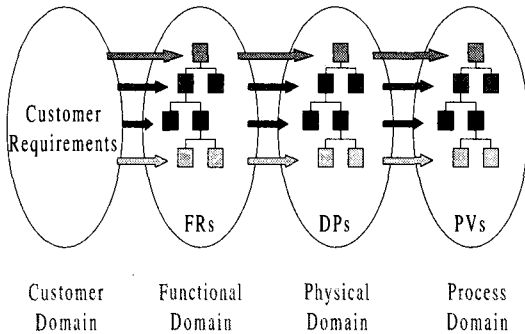 Customer
Requirements
FRs
DPs
PVs
Customer
Domain
Functional
Domain
Physical
Domain
Process
Domain